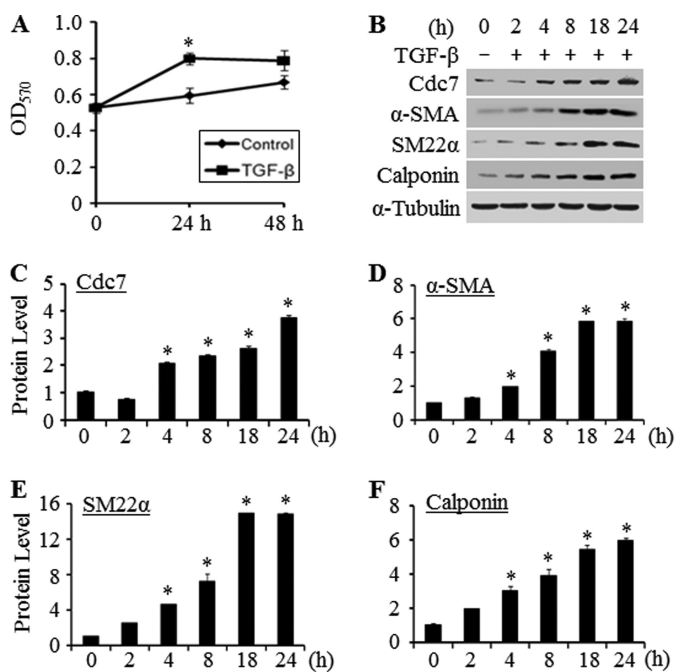 A
1.0
0.8
0.6
0.4
0.2
0
OD570
*
Control
TGF-β
0 24 h 48 h
B
0 2 4 8 18 24 (h)
TGF-β − + + + + +
Cdc7
α-SMA
SM22α
Calponin
α-Tubulin
C Cdc7
Protein Level
5
4
3
2
1
0
* * * *
0 2 4 8 18 24 (h)
D α-SMA
8
6
4
2
0
* * * *
0 2 4 8 18 24 (h)
E SM22α
Protein Level
16
12
8
4
0
* * * *
0 2 4 8 18 24 (h)
F Calponin
8
6
4
2
0
* * * *
0 2 4 8 18 24 (h)